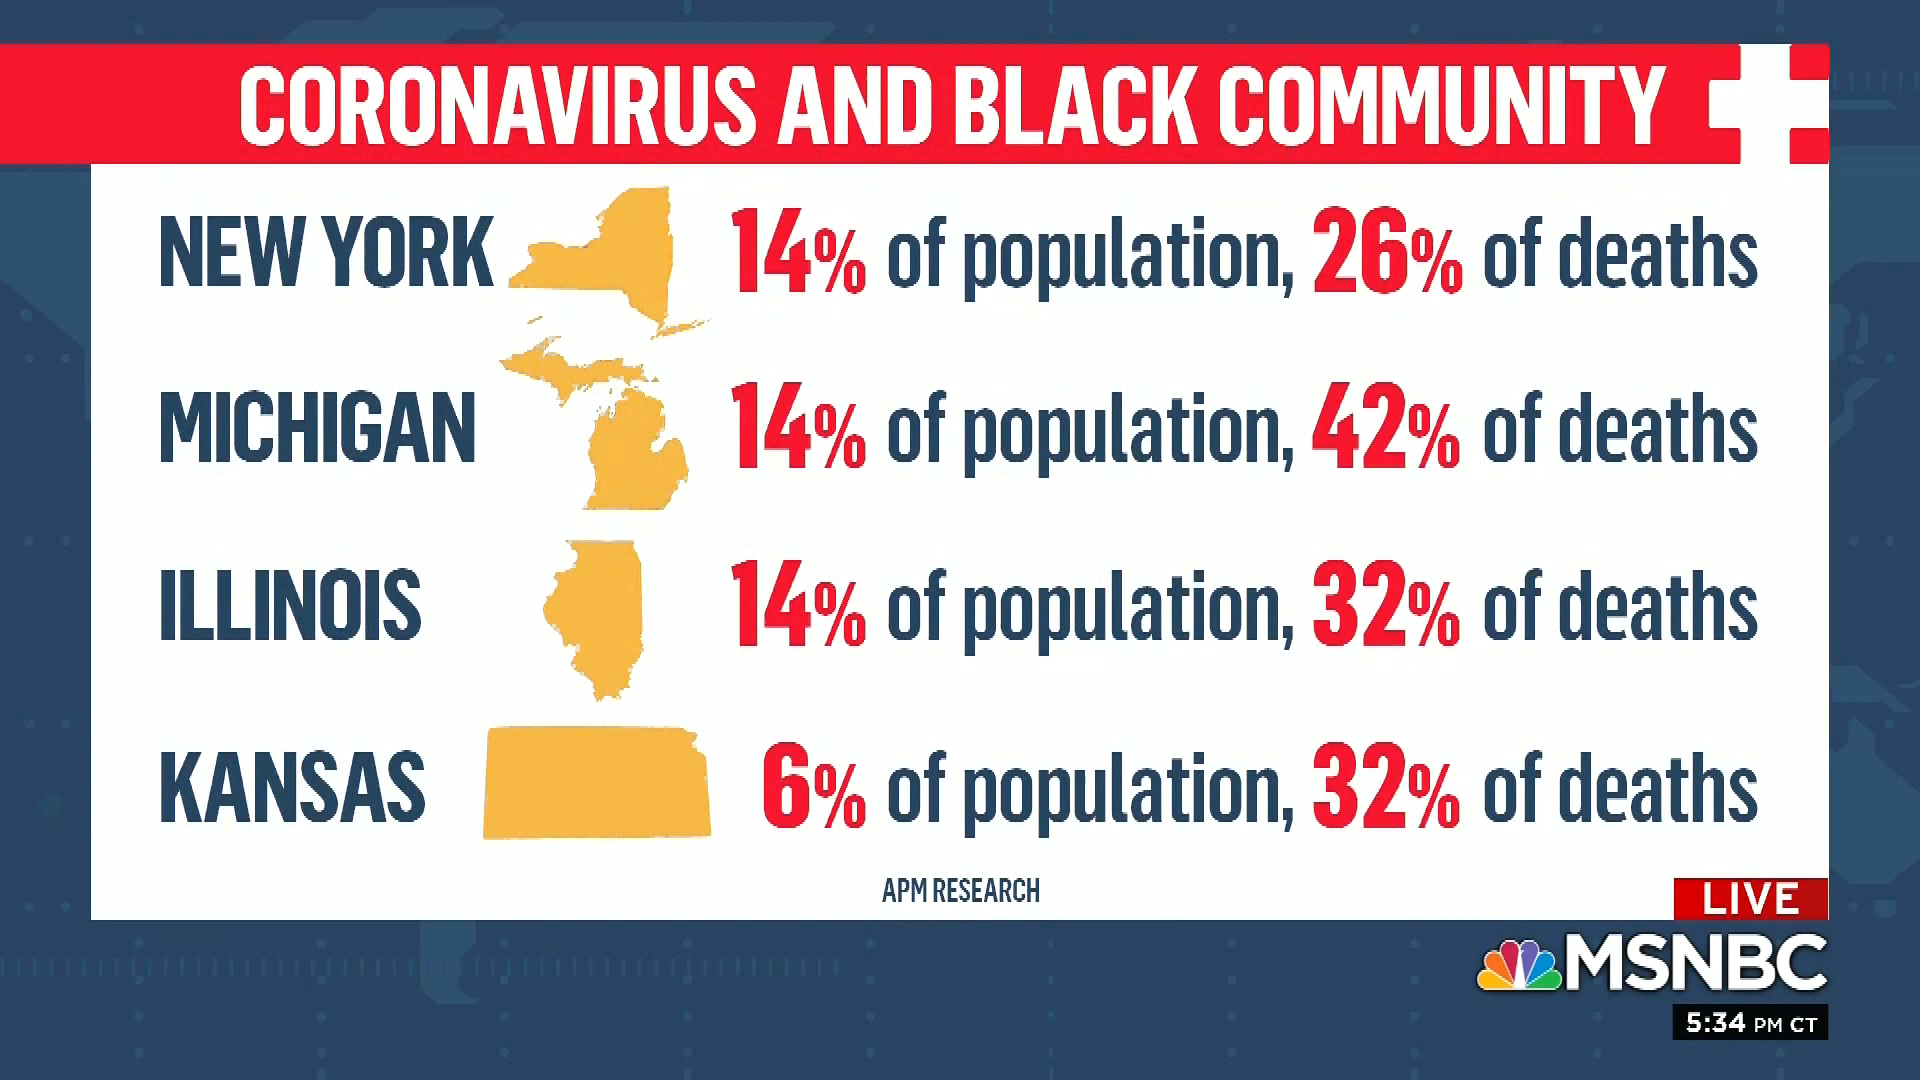 CORONAVIRUS AND BLACK COMMUNITY
NEW YORK 14% of population, 26% of deaths
MICHIGAN 14% of population, 42% of deaths
ILLINOIS 14% of population, 32% of deaths
KANSAS 6% of population, 32% of deaths
APM RESEARCH
LIVE
MSNBC
5:34 PM CT